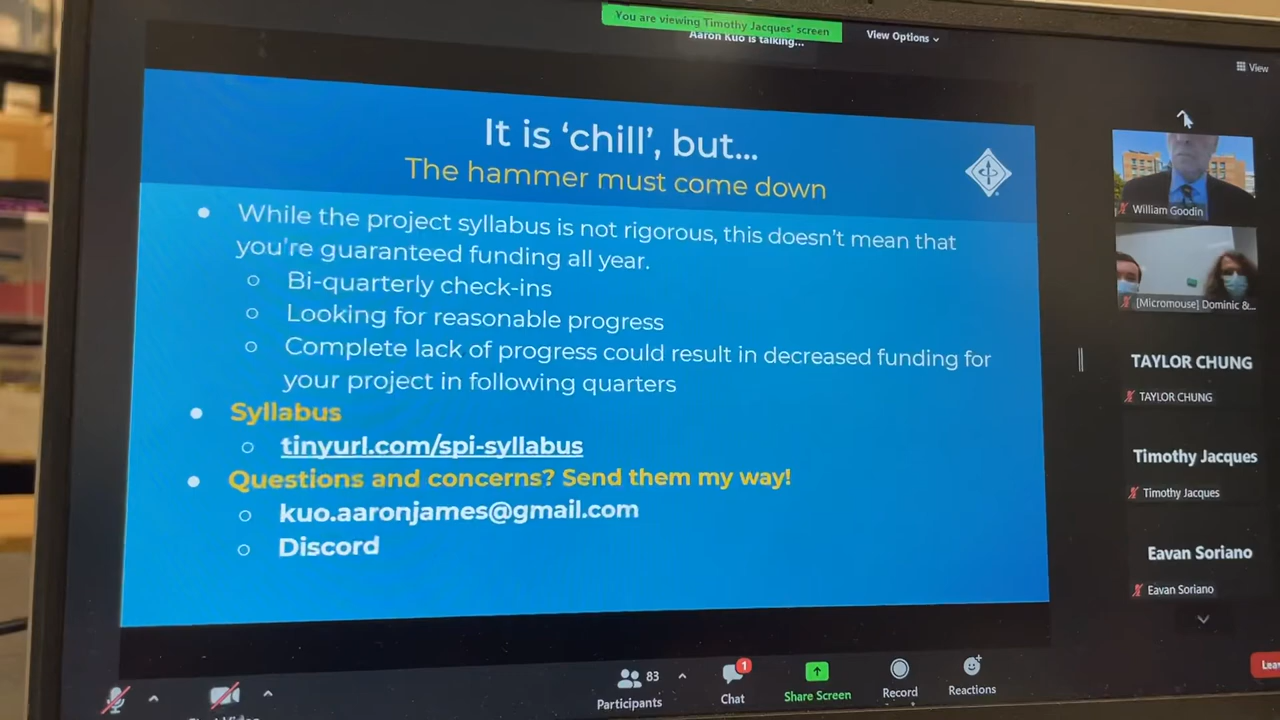 You are viewing Timothy Jacques' screen
View Options
Aaron Kuo is talking...
View
It is ‘chill’, but...
The hammer must come down
While the project syllabus is not rigorous, this doesn’t mean that
you’re guaranteed funding all year.
Bi-quarterly check-ins
Looking for reasonable progress
Complete lack of progress could result in decreased funding for
your project in following quarters
Syllabus
tinyurl.com/spi-syllabus
Questions and concerns? Send them my way!
kuo.aaronjames@gmail.com
Discord
William Goodin
[Micromouse] Dominic &...
TAYLOR CHUNG
TAYLOR CHUNG
Timothy Jacques
Timothy Jacques
Eavan Soriano
Eavan Soriano
83
Participants
1
Chat
Share Screen
Record
Reactions